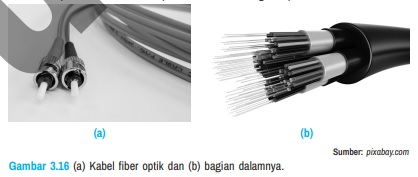 (a)
(b)
Sumber: pixabay.com
Gambar 3.16 (a) Kabel fiber optik dan (b) bagian dalamnya.